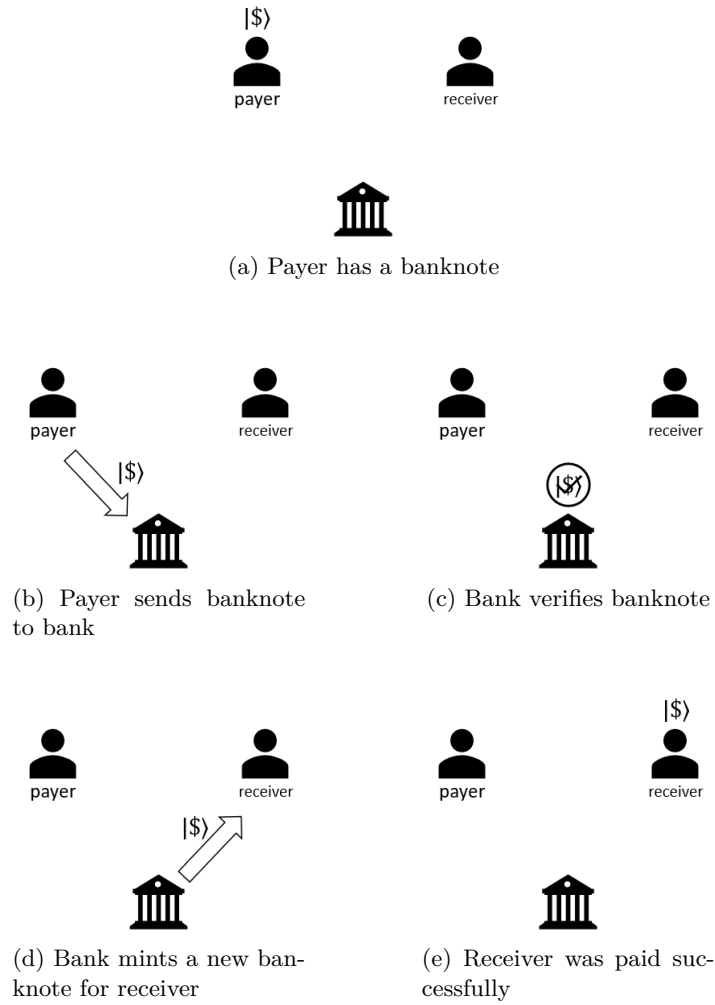 |$⟩
payer receiver
(a) Payer has a banknote
payer receiver
|$⟩
(b) Payer sends banknote
to bank
payer receiver
|$⟩
(c) Bank verifies banknote
payer receiver
|$⟩
(d) Bank mints a new ban-
knote for receiver
|$⟩
payer receiver
(e) Receiver was paid suc-
cessfully